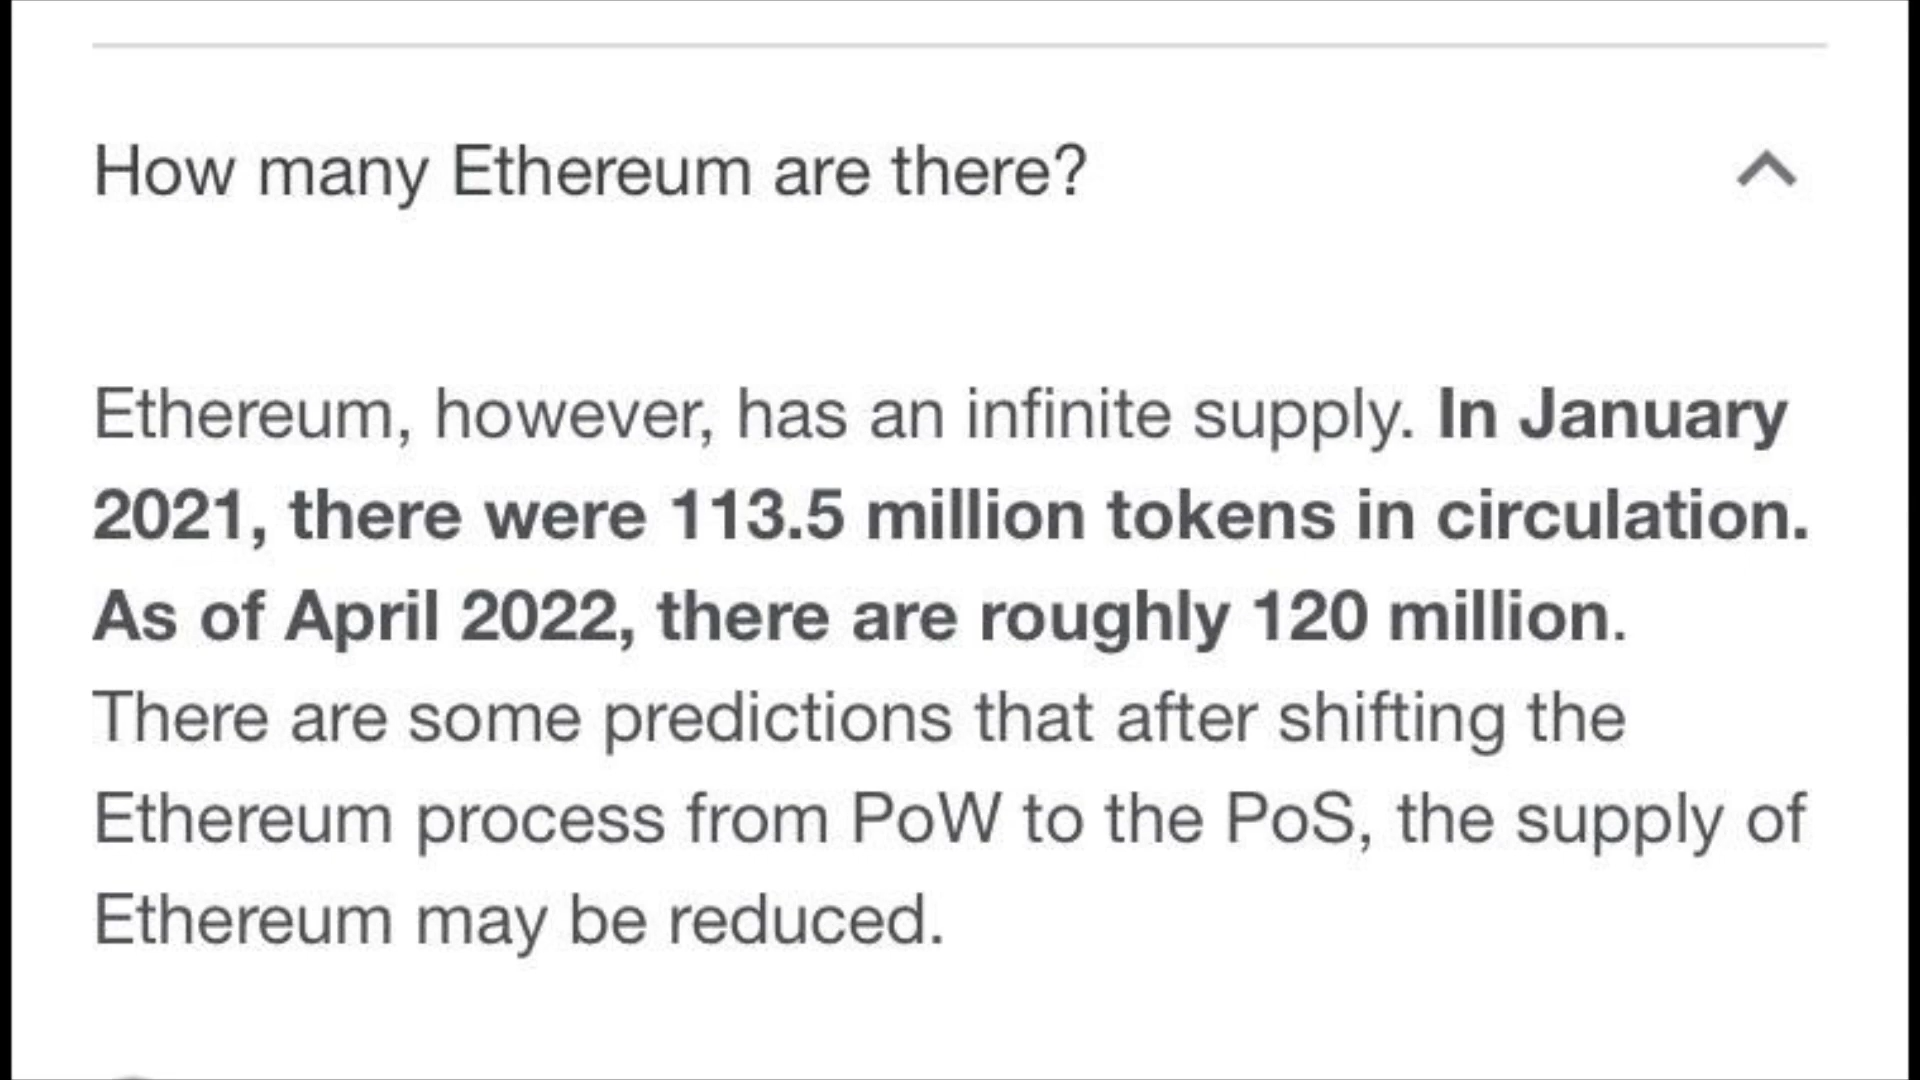 How many Ethereum are there?
Ethereum, however, has an infinite supply. In January
2021, there were 113.5 million tokens in circulation.
As of April 2022, there are roughly 120 million.
There are some predictions that after shifting the
Ethereum process from PoW to the PoS, the supply of
Ethereum may be reduced.